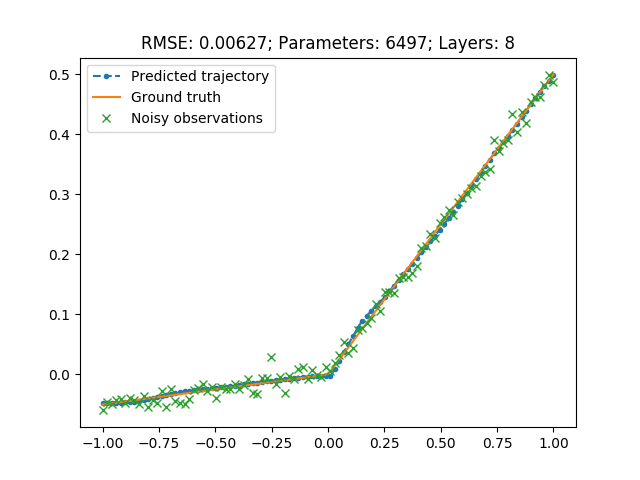 RMSE: 0.00627; Parameters: 6497; Layers: 8
Predicted trajectory
Ground truth
Noisy observations
0.5
0.4
0.3
0.2
0.1
0.0
−1.00 −0.75 −0.50 −0.25 0.00 0.25 0.50 0.75 1.00